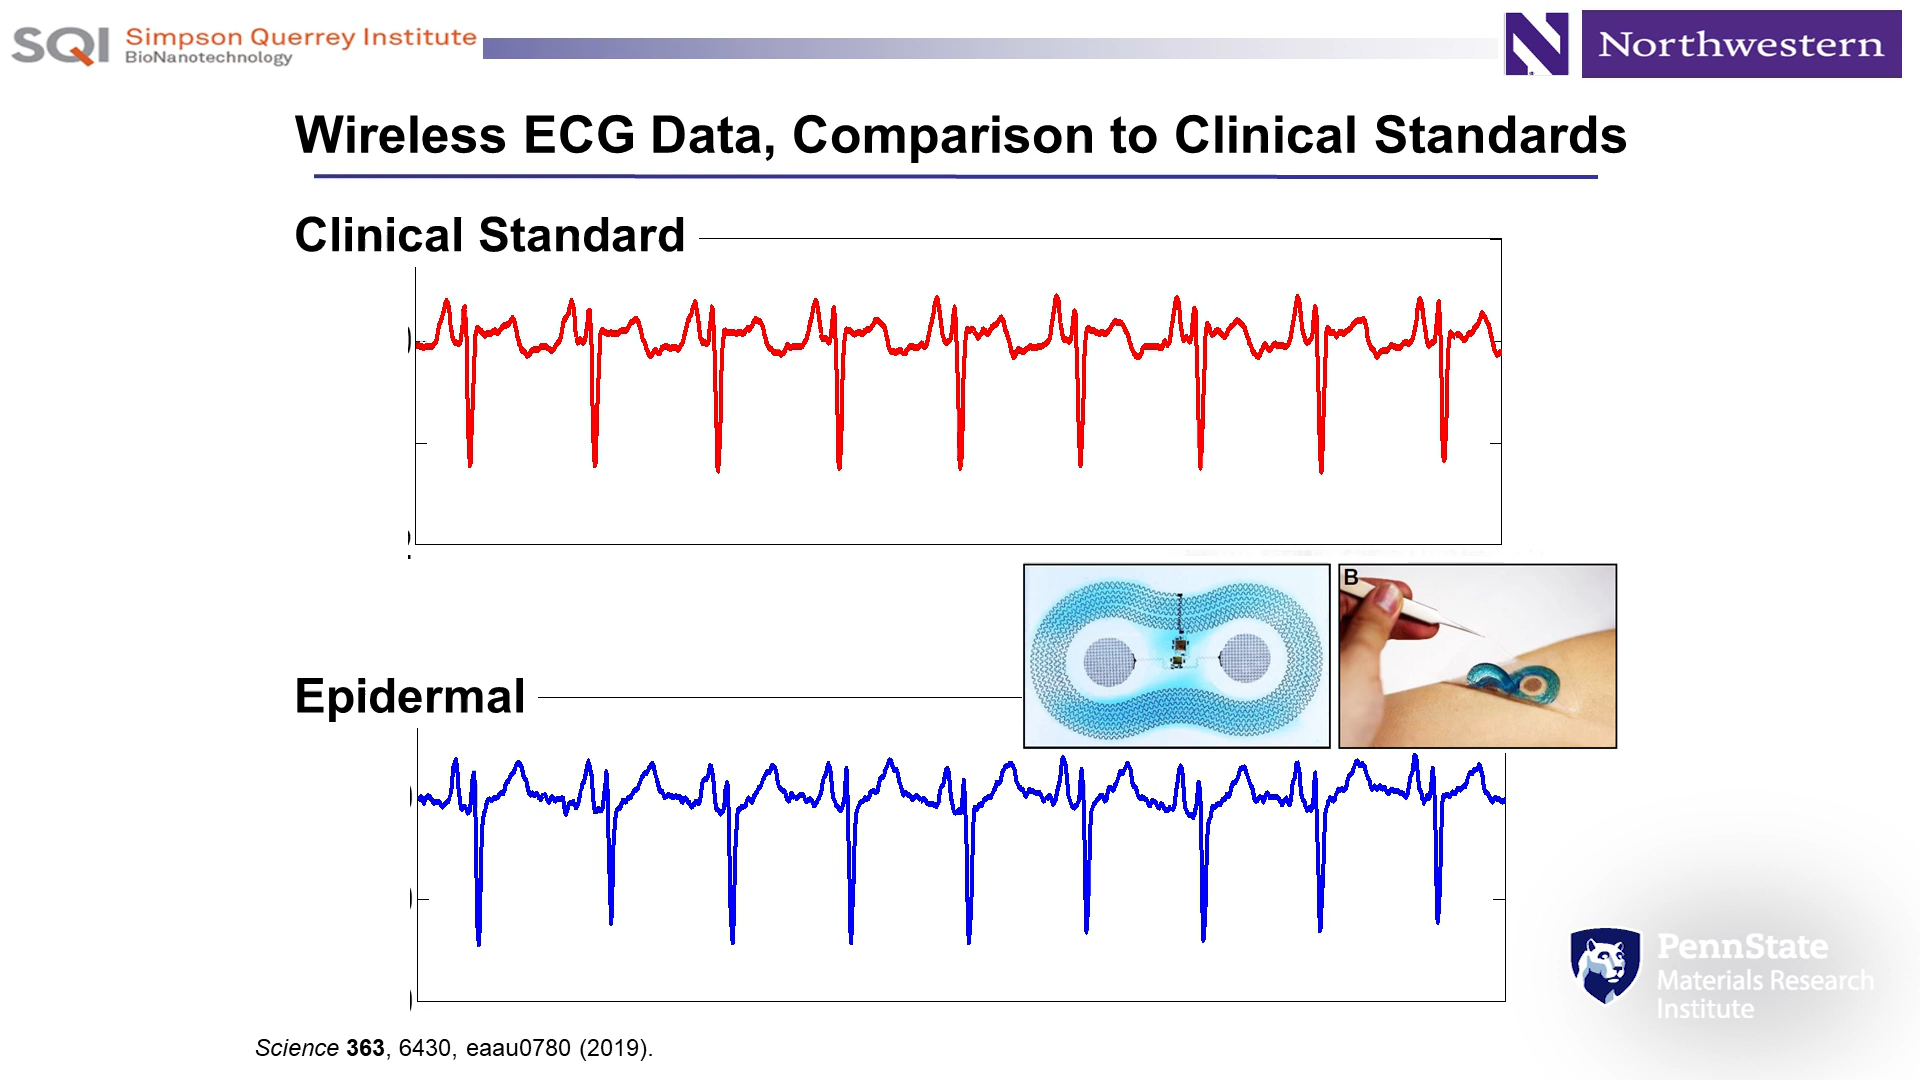 SQI Simpson Querrey Institute
BioNanotechnology
N Northwestern
Wireless ECG Data, Comparison to Clinical Standards
Clinical Standard
B
Epidermal
PennState
Materials Research
Institute
Science 363, 6430, eaau0780 (2019).